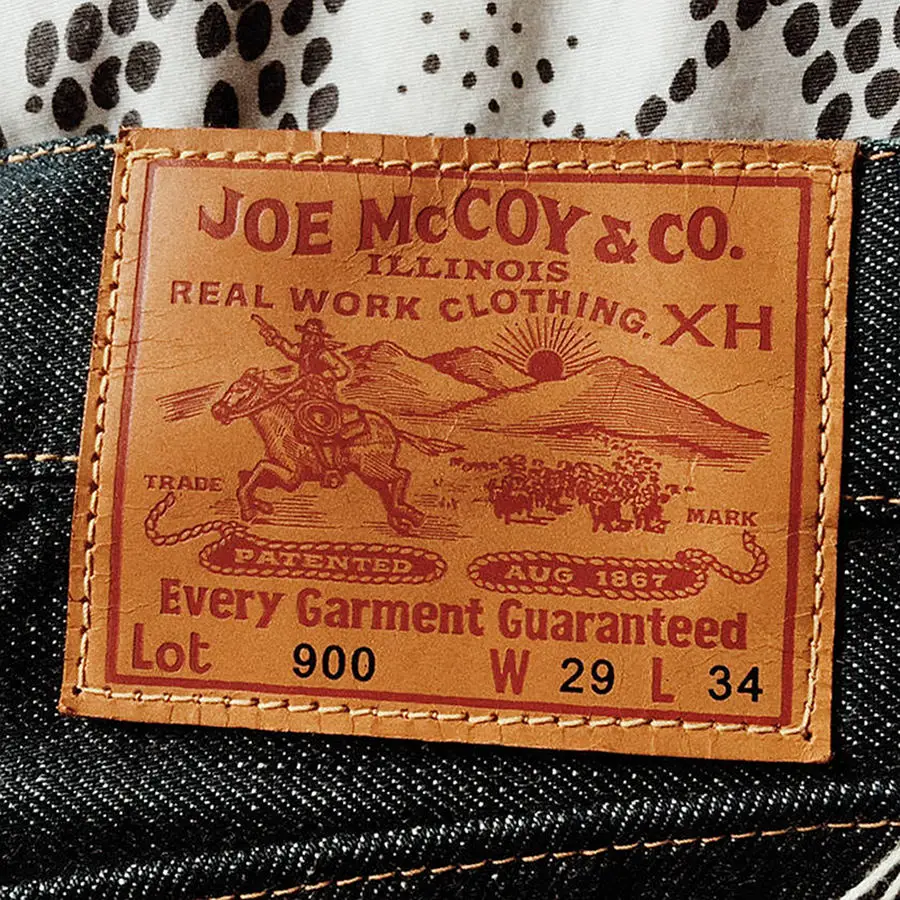 JOE McCOY & CO.
ILLINOIS
REAL WORK CLOTHING. XH
TRADE MARK
PATENTED AUG 1867
Every Garment Guaranteed
Lot 900 W 29 L 34